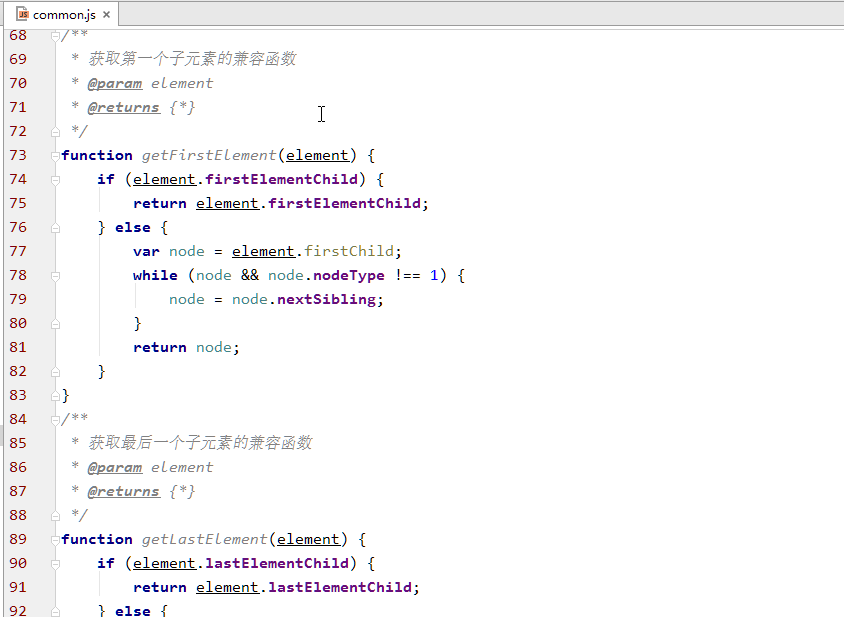 common.js ×
68 /**
69  * 获取第一个子元素的兼容函数
70  * @param element
71  * @returns {*}
72  */
73 function getFirstElement(element) {
74     if (element.firstElementChild) {
75         return element.firstElementChild;
76     } else {
77         var node = element.firstChild;
78         while (node && node.nodeType !== 1) {
79             node = node.nextSibling;
80         }
81         return node;
82     }
83 }
84 /**
85  * 获取最后一个子元素的兼容函数
86  * @param element
87  * @returns {*}
88  */
89 function getLastElement(element) {
90     if (element.lastElementChild) {
91         return element.lastElementChild;
92     } else {